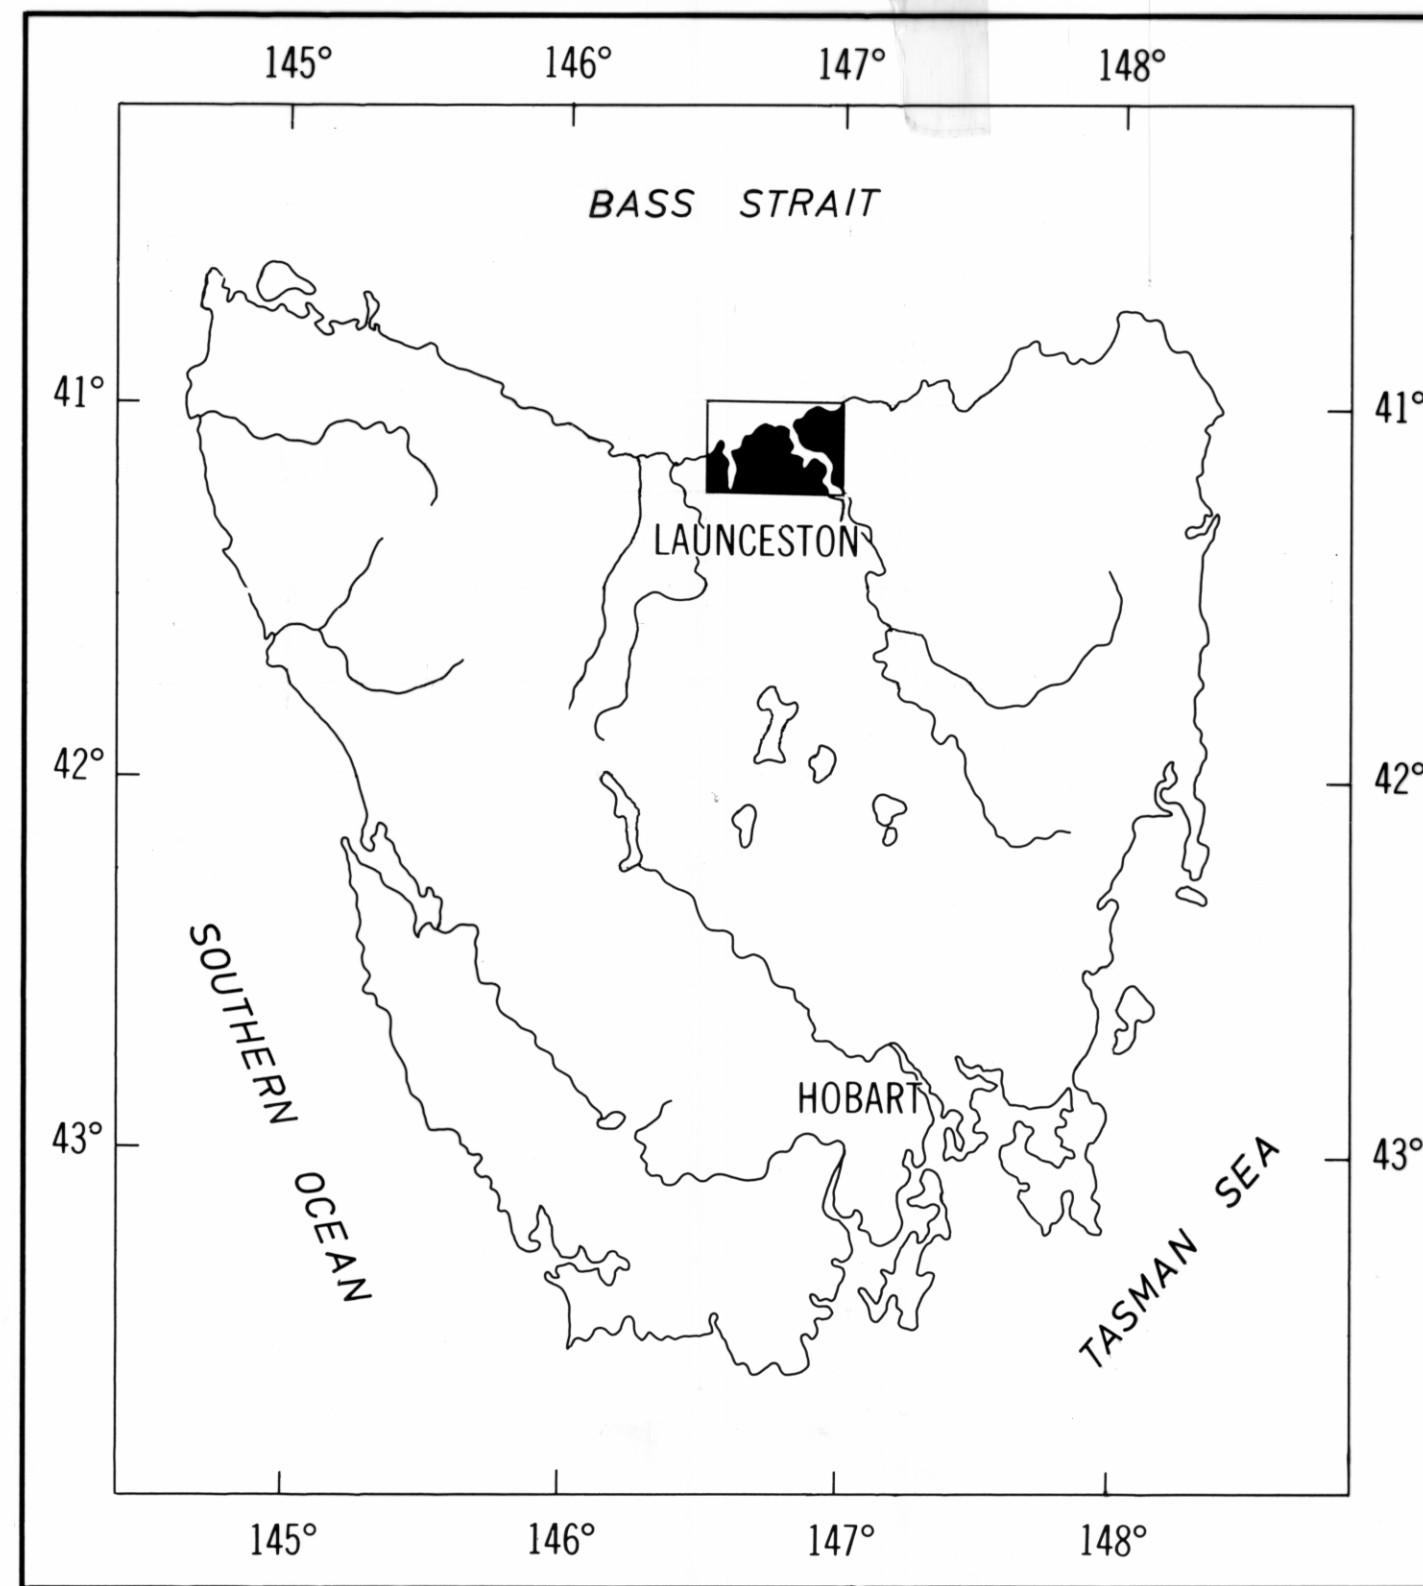 145° 146° 147° 148°
BASS STRAIT
41° 41°
LAUNCESTON
42° 42°
SOUTHERN OCEAN
HOBART
43° 43°
TASMAN SEA
145° 146° 147° 148°